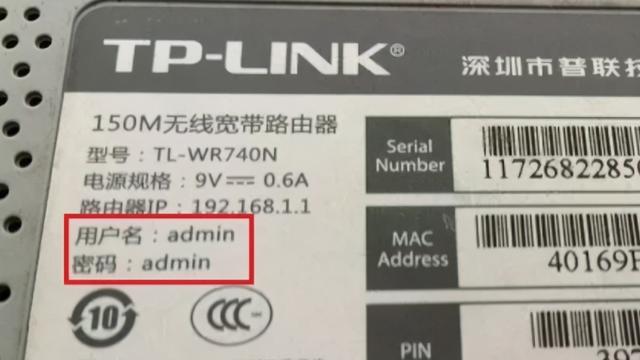 TP-LINK®
深圳市普联技
150M无线宽带路由器
型号：TL-WR740N
电源规格：9V⎓0.6A
路由器IP：192.168.1.1
用户名：admin
密码：admin
Serial Number
1172682285
MAC Address
40169F
PIN
10
CCC